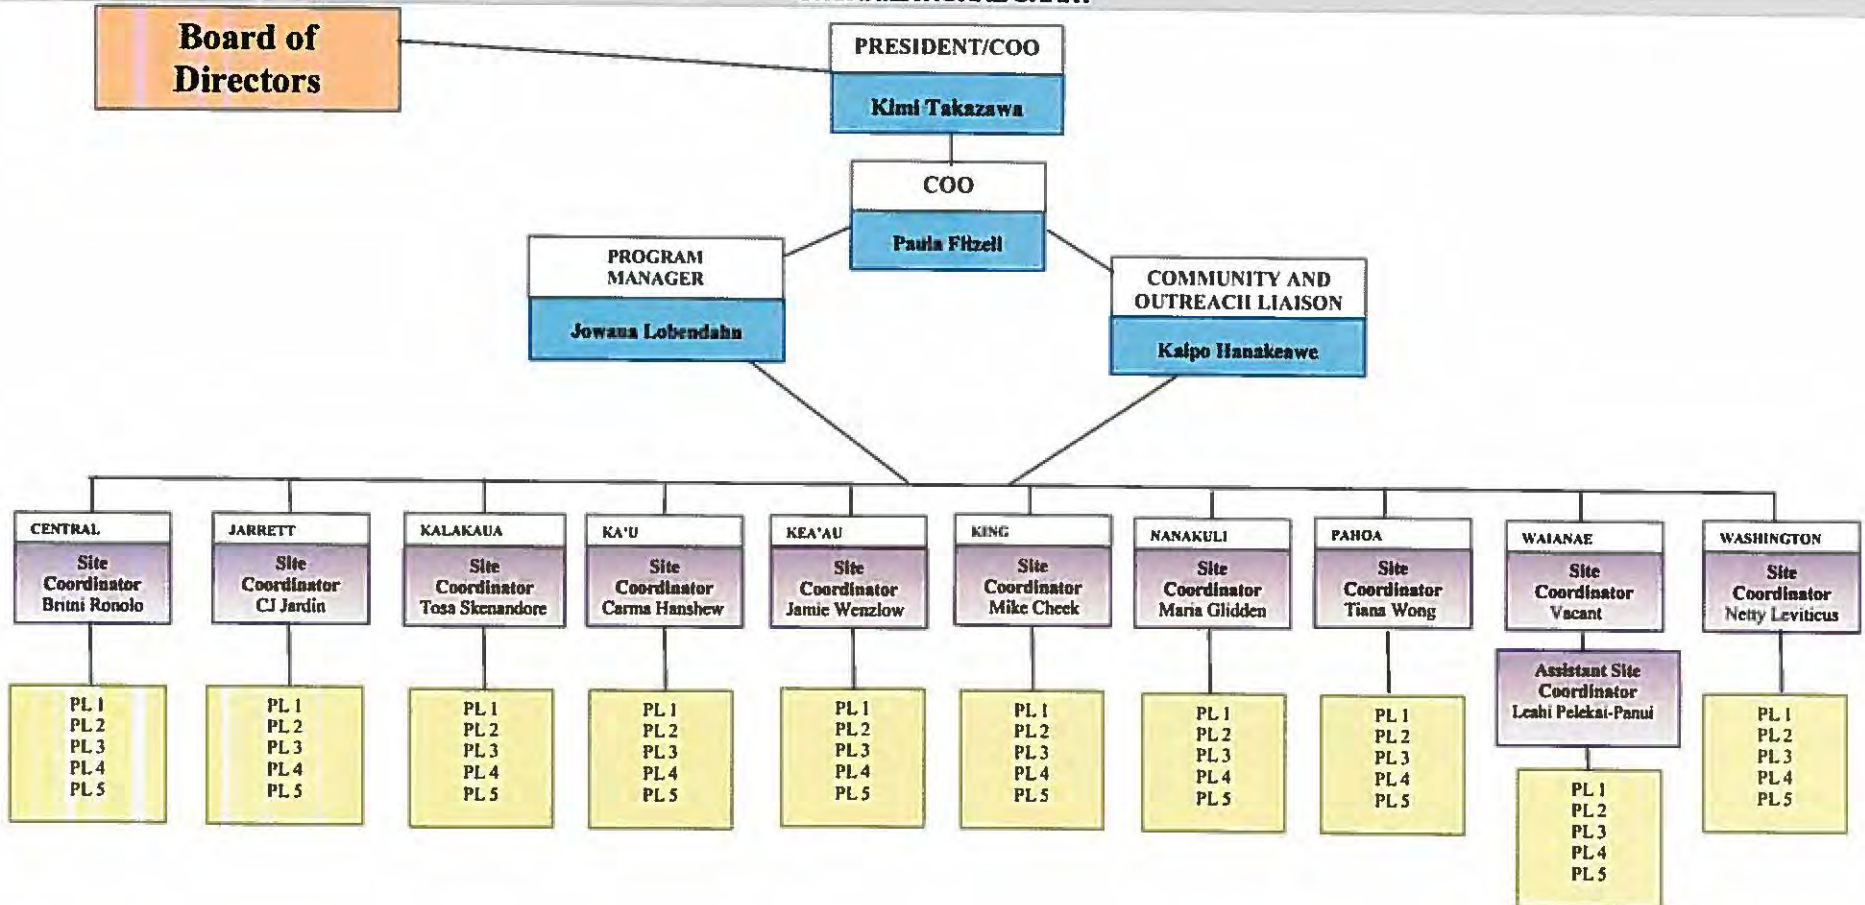 Board of
Directors
PRESIDENT/COO
Kimi Takazawa
COO
Paula Fitzell
PROGRAM
MANAGER
Jowana Lobendahn
COMMUNITY AND
OUTREACH LIAISON
Kaipo Hanakeawe
CENTRAL
Site
Coordinator
Britni Ronolo
PL 1
PL 2
PL 3
PL 4
PL 5
JARRETT
Site
Coordinator
CJ Jardin
PL 1
PL 2
PL 3
PL 4
PL 5
KALAKAUA
Site
Coordinator
Tosa Skenandore
PL 1
PL 2
PL 3
PL 4
PL 5
KA'U
Site
Coordinator
Carma Hanshew
PL 1
PL 2
PL 3
PL 4
PL 5
KEA'AU
Site
Coordinator
Jamie Wenzlow
PL 1
PL 2
PL 3
PL 4
PL 5
KING
Site
Coordinator
Mike Cheek
PL 1
PL 2
PL 3
PL 4
PL 5
NANAKULI
Site
Coordinator
Maria Glidden
PL 1
PL 2
PL 3
PL 4
PL 5
PAHOA
Site
Coordinator
Tiana Wong
PL 1
PL 2
PL 3
PL 4
PL 5
WAIANAE
Site
Coordinator
Vacant
Assistant Site
Coordinator
Leahi Pelekai-Panui
PL 1
PL 2
PL 3
PL 4
PL 5
WASHINGTON
Site
Coordinator
Netty Leviticus
PL 1
PL 2
PL 3
PL 4
PL 5